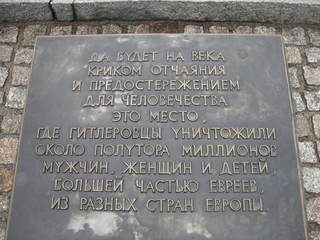 ДА БУДЕТ НА ВЕКА
КРИКОМ ОТЧАЯНИЯ
И ПРЕДОСТЕРЕЖЕНИЕМ
ДЛЯ ЧЕЛОВЕЧЕСТВА
ЭТО МЕСТО,
ГДЕ ГИТЛЕРОВЦЫ УНИЧТОЖИЛИ
ОКОЛО ПОЛУТОРА МИЛЛИОНОВ
МУЖЧИН, ЖЕНЩИН И ДЕТЕЙ,
БОЛЬШЕЙ ЧАСТЬЮ ЕВРЕЕВ,
ИЗ РАЗНЫХ СТРАН ЕВРОПЫ.